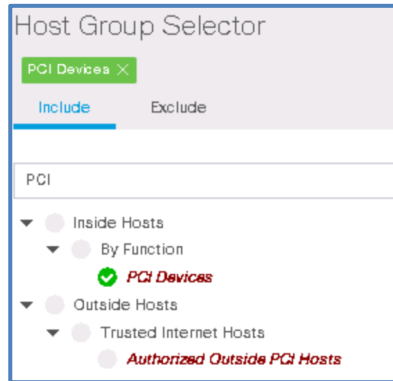 Host Group Selector
PCI Devices ×
Include Exclude
PCI
Inside Hosts
By Function
PCI Devices
Outside Hosts
Trusted Internet Hosts
Authorized Outside PCI Hosts